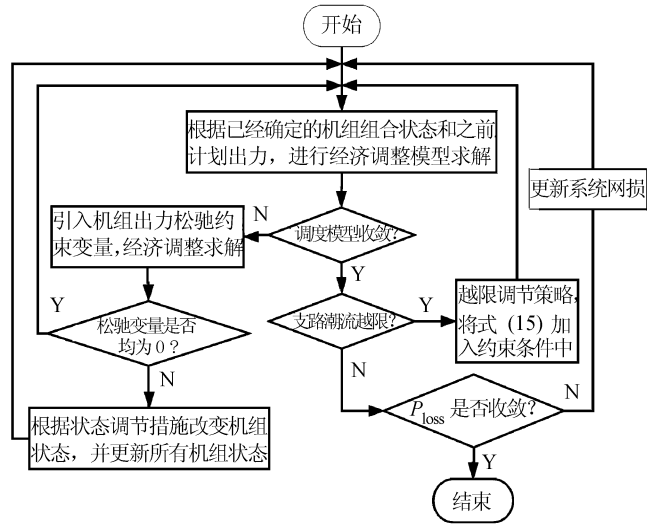 开始
根据已经确定的机组组合状态和之前
计划出力，进行经济调整模型求解
更新系统网损
引入机组出力松驰约
束变量，经济调整求解
N
调度模型收敛？
Y
Y
松驰变量是否
均为0？
支路潮流越限？
Y
越限调节策略，
将式 (15) 加
入约束条件中
N
N
根据状态调节措施改变机组
状态，并更新所有机组状态
Ploss 是否收敛？
N
Y
结束